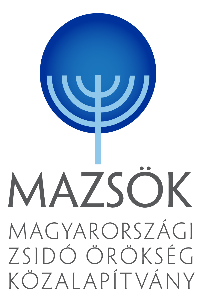 MAZSÖK
MAGYARORSZÁGI
ZSIDÓ ÖRÖKSÉG
KÖZALAPÍTVÁNY